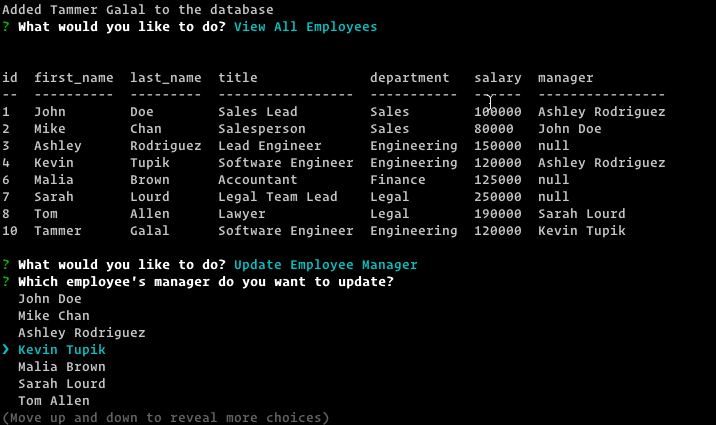 Added Tammer Galal to the database
? What would you like to do? View All Employees
id  first_name  last_name  title              department   salary  manager
--  ----------  ---------  -----------------  -----------  ------  ----------------
1   John        Doe        Sales Lead         Sales        100000  Ashley Rodriguez
2   Mike        Chan       Salesperson        Sales        80000   John Doe
3   Ashley      Rodriguez  Lead Engineer      Engineering  150000  null
4   Kevin       Tupik      Software Engineer  Engineering  120000  Ashley Rodriguez
6   Malia       Brown      Accountant         Finance      125000  null
7   Sarah       Lourd      Legal Team Lead    Legal        250000  null
8   Tom         Allen      Lawyer             Legal        190000  Sarah Lourd
10  Tammer      Galal      Software Engineer  Engineering  120000  Kevin Tupik
? What would you like to do? Update Employee Manager
? Which employee's manager do you want to update?
John Doe
Mike Chan
Ashley Rodriguez
❯ Kevin Tupik
Malia Brown
Sarah Lourd
Tom Allen
(Move up and down to reveal more choices)